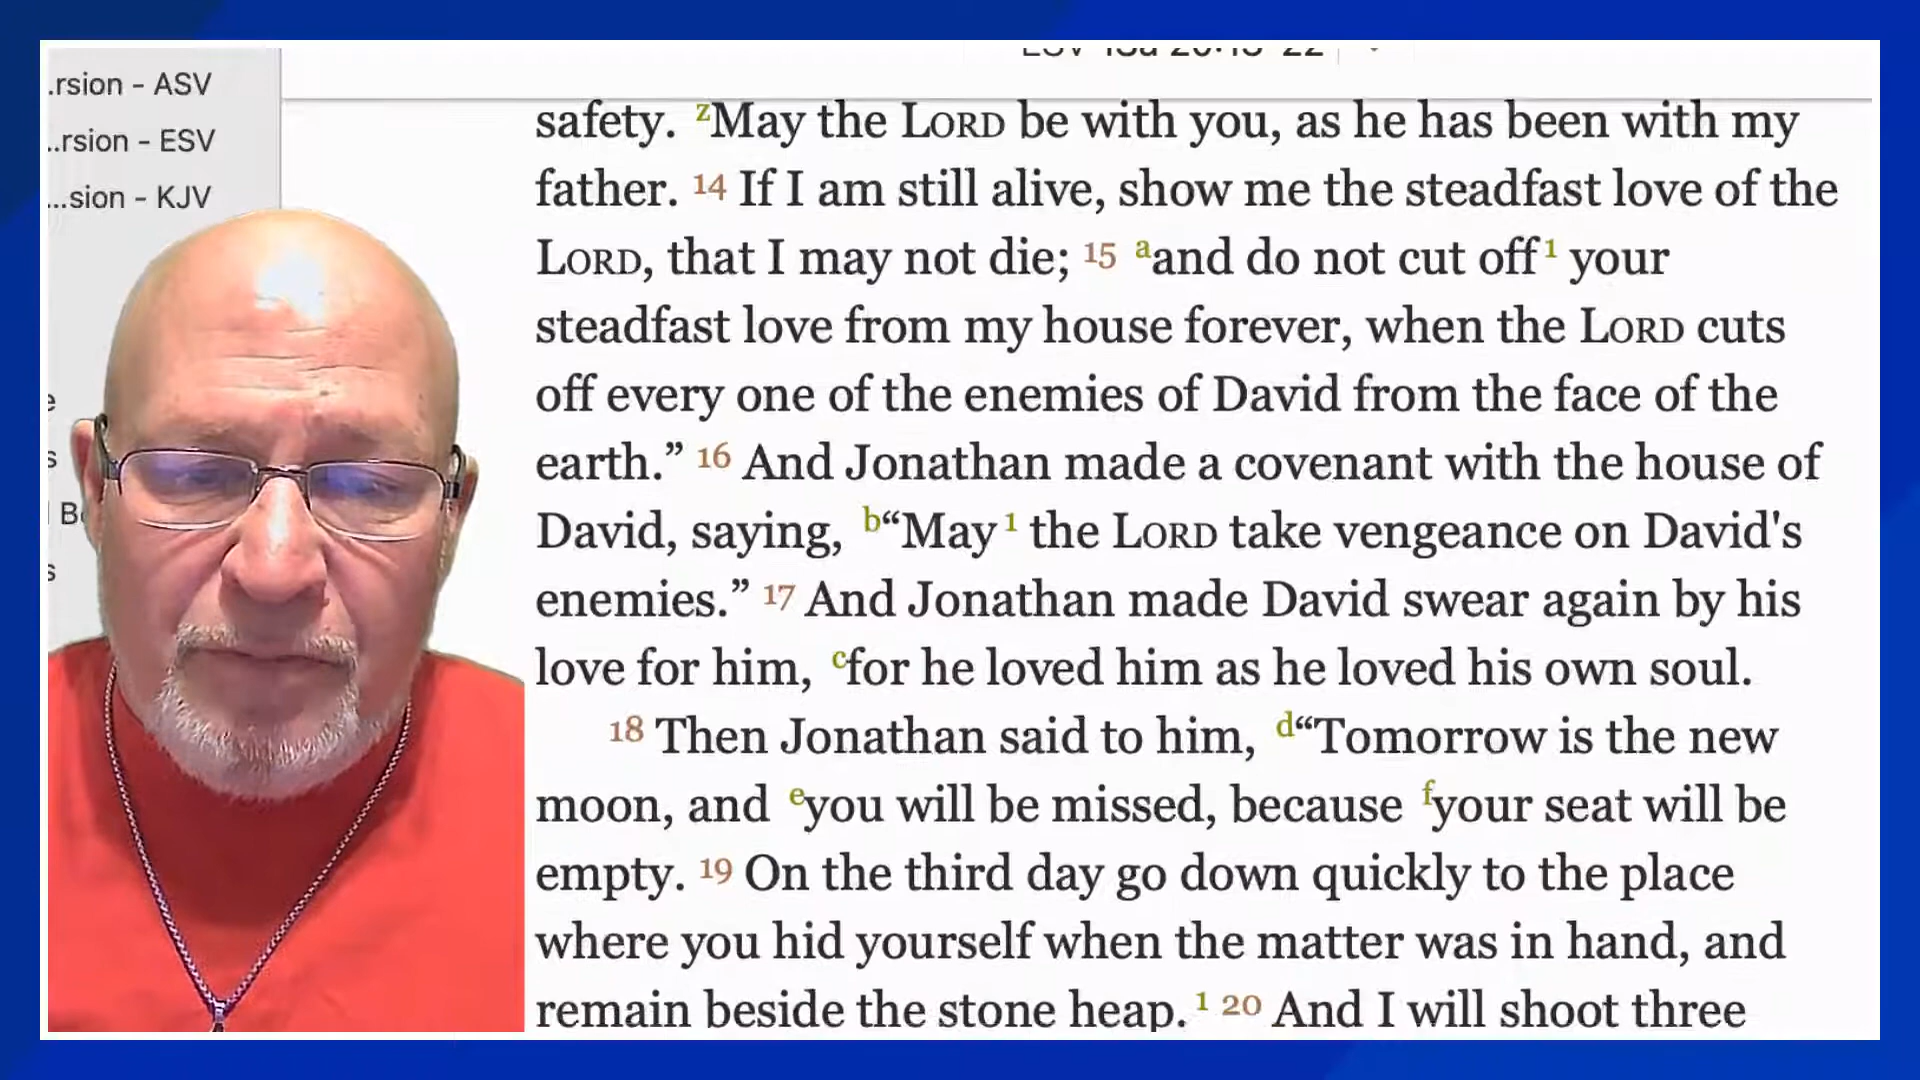 .rsion - ASV
..rsion - ESV
...sion - KJV
e
s
s
safety. zMay the LORD be with you, as he has been with my
father. 14 If I am still alive, show me the steadfast love of the
LORD, that I may not die; 15 aand do not cut off1 your
steadfast love from my house forever, when the LORD cuts
off every one of the enemies of David from the face of the
earth.” 16 And Jonathan made a covenant with the house of
David, saying, b“May1 the LORD take vengeance on David's
enemies.” 17 And Jonathan made David swear again by his
love for him, cfor he loved him as he loved his own soul.
18 Then Jonathan said to him, d“Tomorrow is the new
moon, and eyou will be missed, because fyour seat will be
empty. 19 On the third day go down quickly to the place
where you hid yourself when the matter was in hand, and
remain beside the stone heap.1 20 And I will shoot three